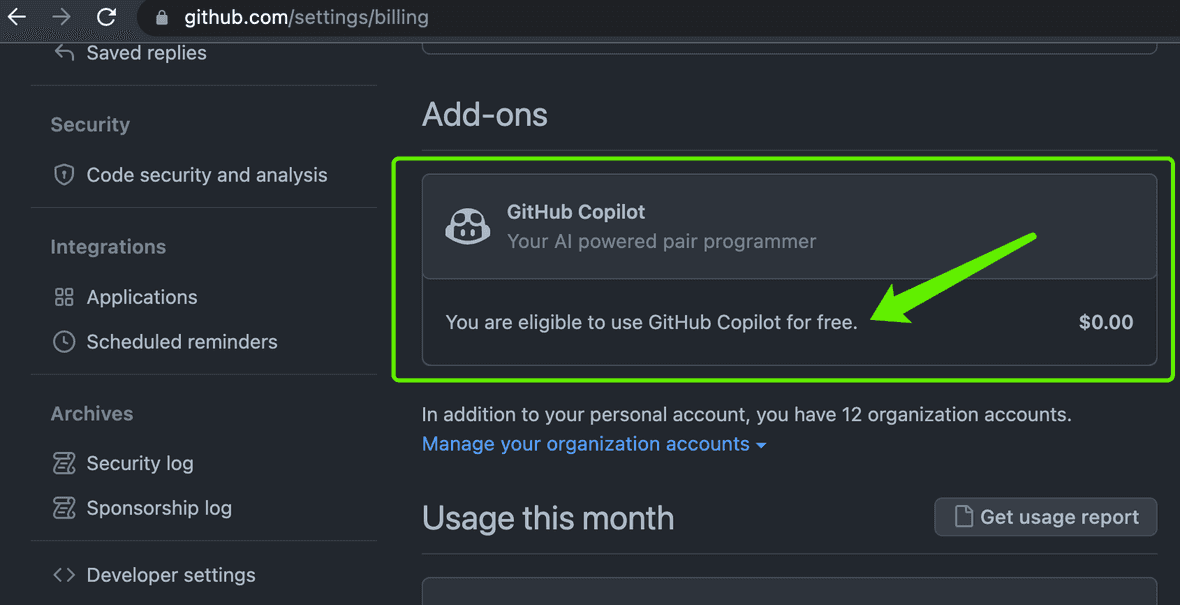 github.com/settings/billing
Saved replies
Security
Code security and analysis
Integrations
Applications
Scheduled reminders
Archives
Security log
Sponsorship log
Developer settings
Add-ons
GitHub Copilot
Your AI powered pair programmer
You are eligible to use GitHub Copilot for free. $0.00
In addition to your personal account, you have 12 organization accounts.
Manage your organization accounts
Usage this month
Get usage report